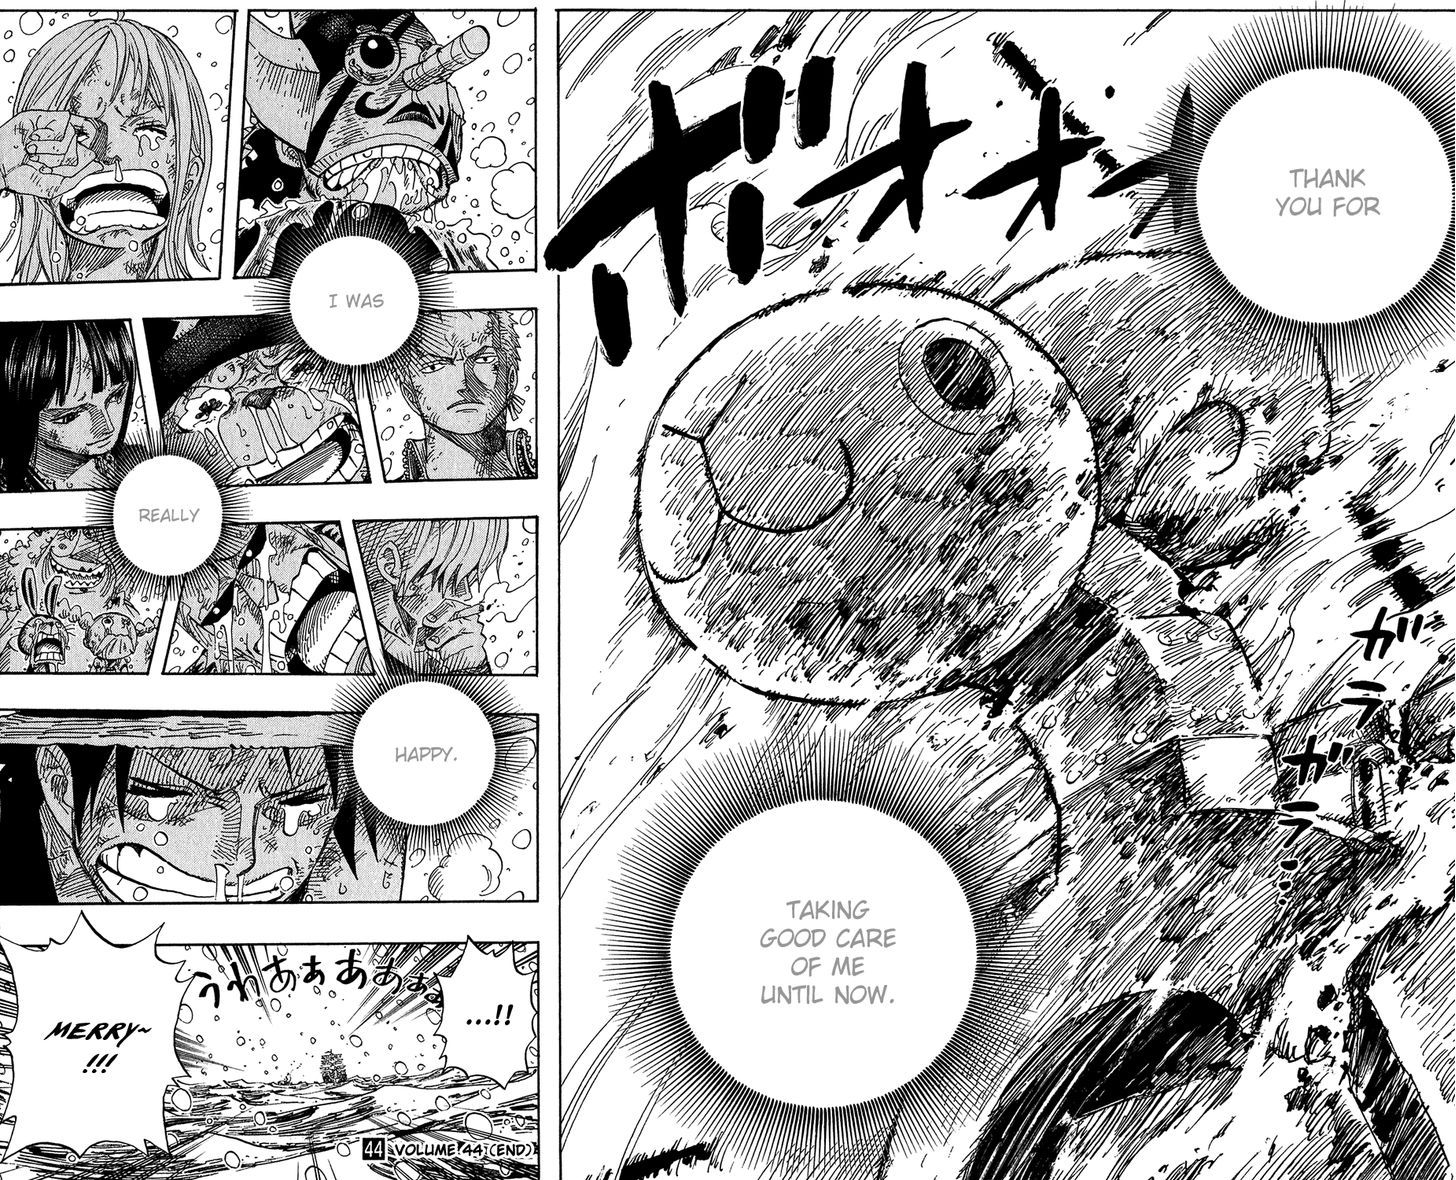 THANK
YOU FOR
ボオオオ
TAKING
GOOD CARE
OF ME
UNTIL NOW.
ガラガラ
I WAS
REALLY
HAPPY.
...!!
うわあああああ
MERRY~
!!!
44 VOLUME 44 (END)